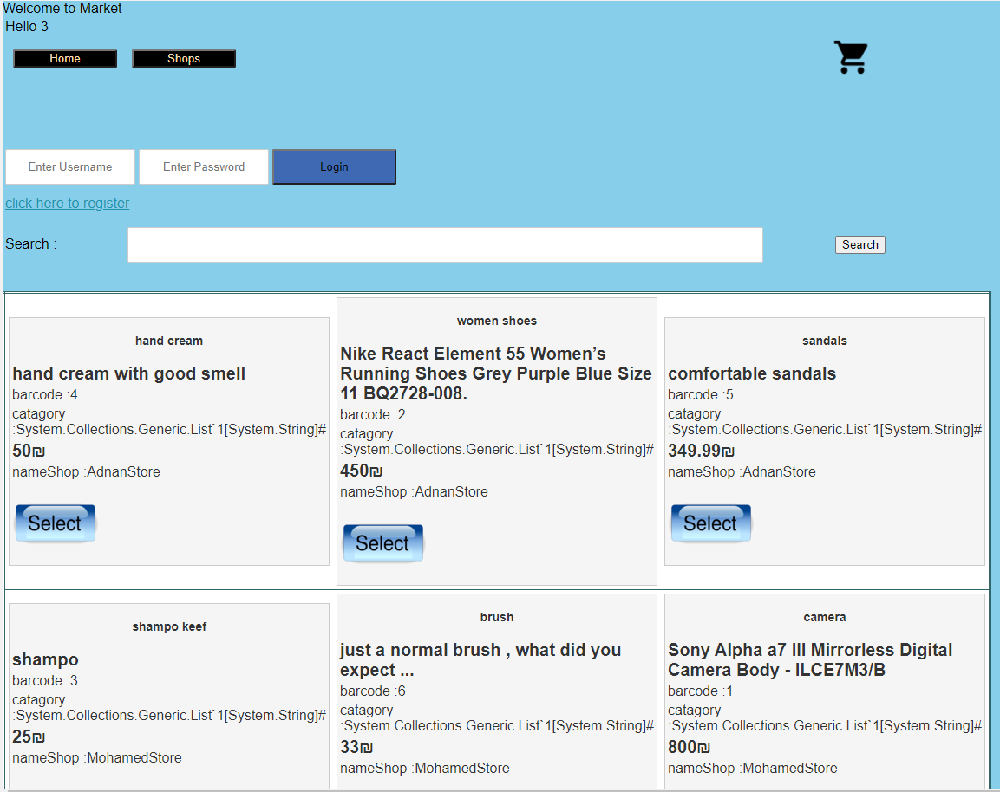 Welcome to Market
Hello 3
Home
Shops
Enter Username
Enter Password
Login
click here to register
Search :
Search
hand cream
hand cream with good smell
barcode :4
catagory
:System.Collections.Generic.List`1[System.String]#
50₪
nameShop :AdnanStore
Select
women shoes
Nike React Element 55 Women’s
Running Shoes Grey Purple Blue Size
11 BQ2728-008.
barcode :2
catagory
:System.Collections.Generic.List`1[System.String]#
450₪
nameShop :AdnanStore
Select
sandals
comfortable sandals
barcode :5
catagory
:System.Collections.Generic.List`1[System.String]#
349.99₪
nameShop :AdnanStore
Select
shampo keef
shampo
barcode :3
catagory
:System.Collections.Generic.List`1[System.String]#
25₪
nameShop :MohamedStore
brush
just a normal brush , what did you
expect ...
barcode :6
catagory
:System.Collections.Generic.List`1[System.String]#
33₪
nameShop :MohamedStore
camera
Sony Alpha a7 III Mirrorless Digital
Camera Body - ILCE7M3/B
barcode :1
catagory
:System.Collections.Generic.List`1[System.String]#
800₪
nameShop :MohamedStore